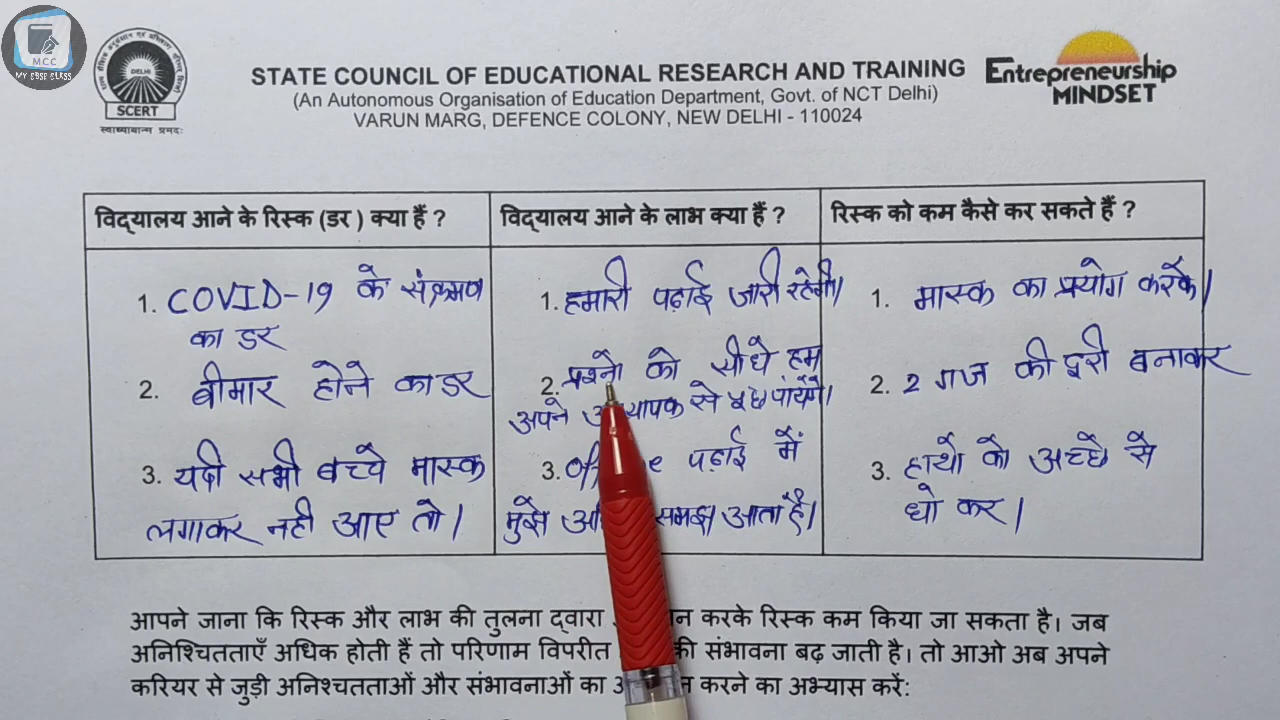 MCC
MY CBSE CLASS
DELHI
SCERT
STATE COUNCIL OF EDUCATIONAL RESEARCH AND TRAINING
(An Autonomous Organisation of Education Department, Govt. of NCT Delhi)
VARUN MARG, DEFENCE COLONY, NEW DELHI - 110024
Entrepreneurship
MINDSET
विद्यालय आने के रिस्क (डर ) क्या हैं ?
1. COVID-19 के संक्रमण
का डर
2. बीमार होने का डर
3. यदी सभी बच्चे मास्क
लगाकर नही आए तो।
विद्यालय आने के लाभ क्या हैं ?
1. हमारी पढ़ाई जारी रहेगी।
2. प्रश्नो को सीधे हम
अपने से पुछ पांयेंगे।
3. पढ़ाई में
मुझे समझ आता है।
रिस्क को कम कैसे कर सकते हैं ?
1. मास्क का प्रयोग करके।
2. 2 गज की दूरी बनाकर
3. हाथों को अच्छे से
धो कर।
आपने जाना कि रिस्क और लाभ की तुलना द्वारा करके रिस्क कम किया जा सकता है। जब
अनिश्चितताएँ अधिक होती हैं तो परिणाम विपरीत की संभावना बढ़ जाती है। तो आओ अब अपने
करियर से जुड़ी अनिश्चतताओं और संभावनाओं का करने का अभ्यास करें: